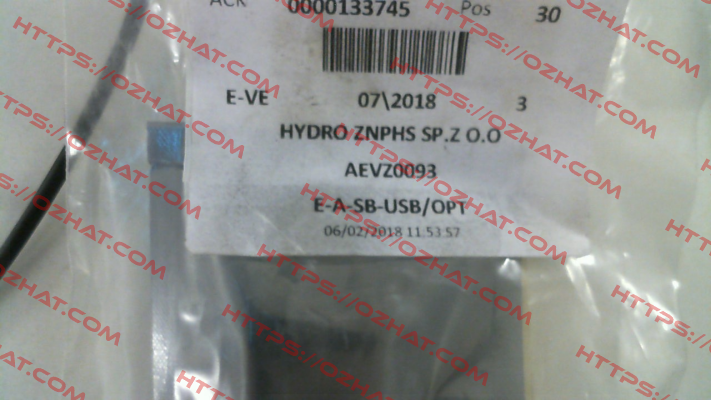 ACK 0000133745 Pos 30
E-VE 07\2018 3
HYDRO ZNPHS SP.Z O.O
AEVZ0093
E-A-SB-USB/OPT
06/02/2018 11:53:57
HTTPS://OZHAT.COM